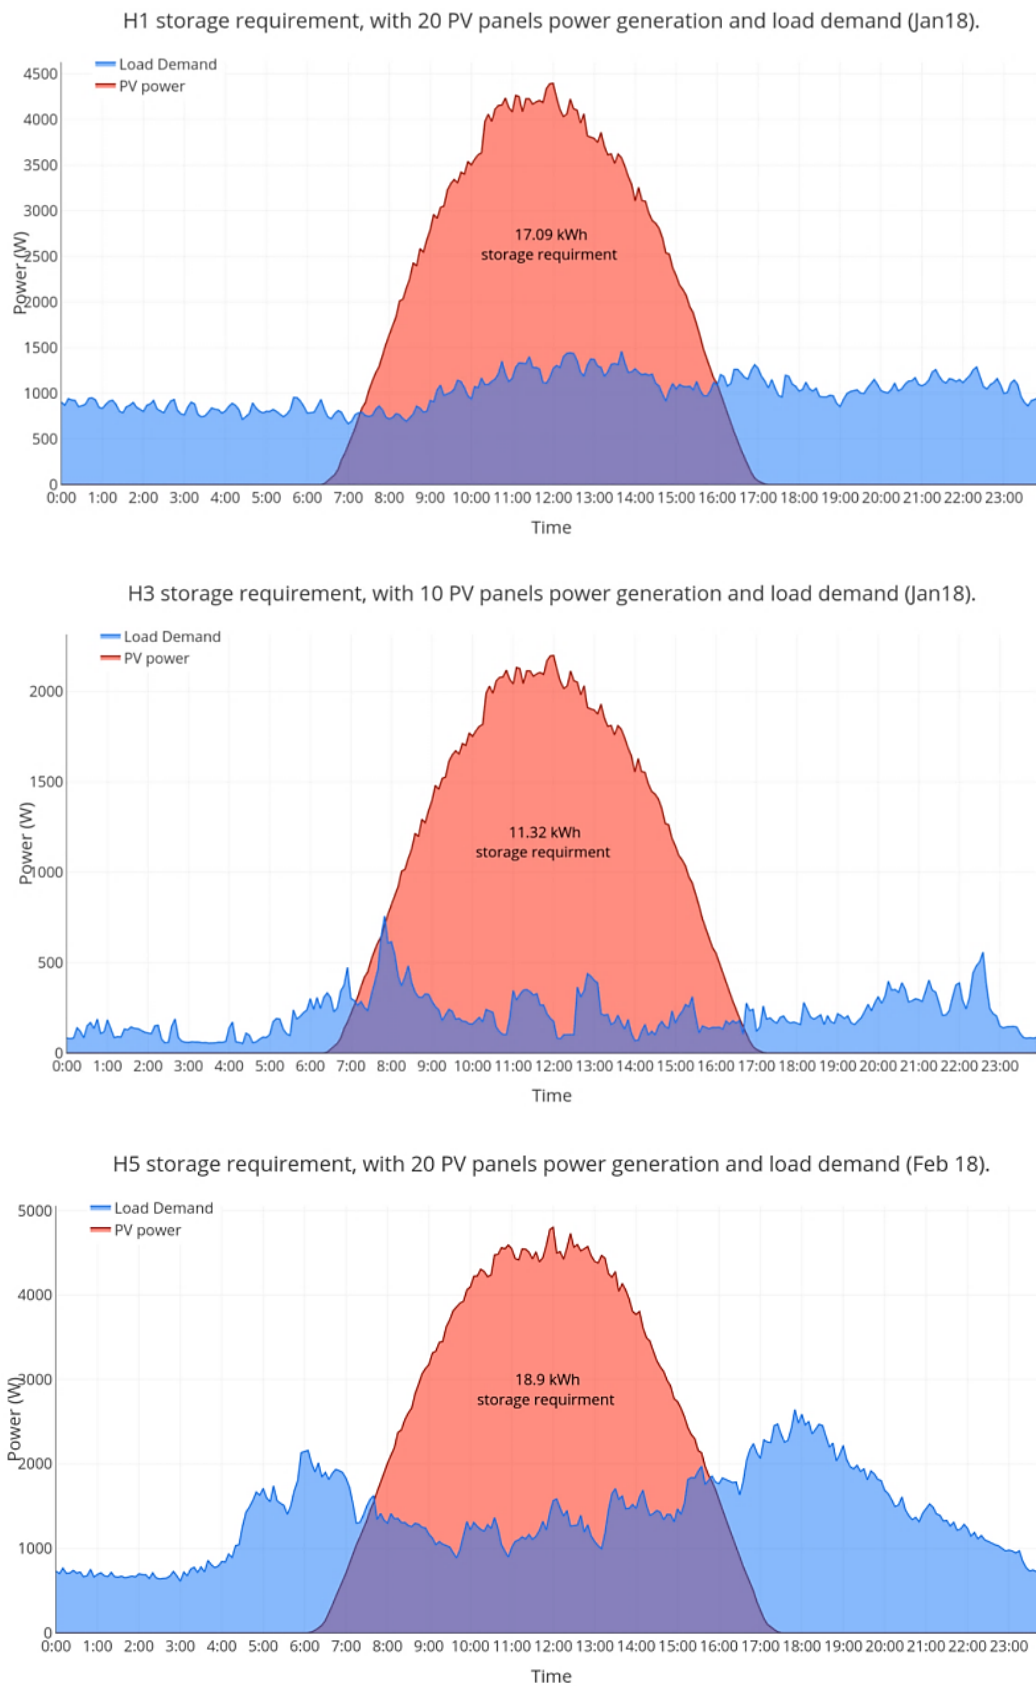 H1 storage requirement, with 20 PV panels power generation and load demand (Jan18).
Load Demand
PV power
4500
4000
3500
3000
2500
2000
1500
1000
500
0
Power (W)
17.09 kWh
storage requirment
0:00 1:00 2:00 3:00 4:00 5:00 6:00 7:00 8:00 9:00 10:00 11:00 12:00 13:00 14:00 15:00 16:00 17:00 18:00 19:00 20:00 21:00 22:00 23:00
Time
H3 storage requirement, with 10 PV panels power generation and load demand (Jan18).
Load Demand
PV power
2000
1500
1000
500
0
Power (W)
11.32 kWh
storage requirment
0:00 1:00 2:00 3:00 4:00 5:00 6:00 7:00 8:00 9:00 10:00 11:00 12:00 13:00 14:00 15:00 16:00 17:00 18:00 19:00 20:00 21:00 22:00 23:00
Time
H5 storage requirement, with 20 PV panels power generation and load demand (Feb 18).
Load Demand
PV power
5000
4000
3000
2000
1000
0
Power (W)
18.9 kWh
storage requirment
0:00 1:00 2:00 3:00 4:00 5:00 6:00 7:00 8:00 9:00 10:00 11:00 12:00 13:00 14:00 15:00 16:00 17:00 18:00 19:00 20:00 21:00 22:00 23:00
Time